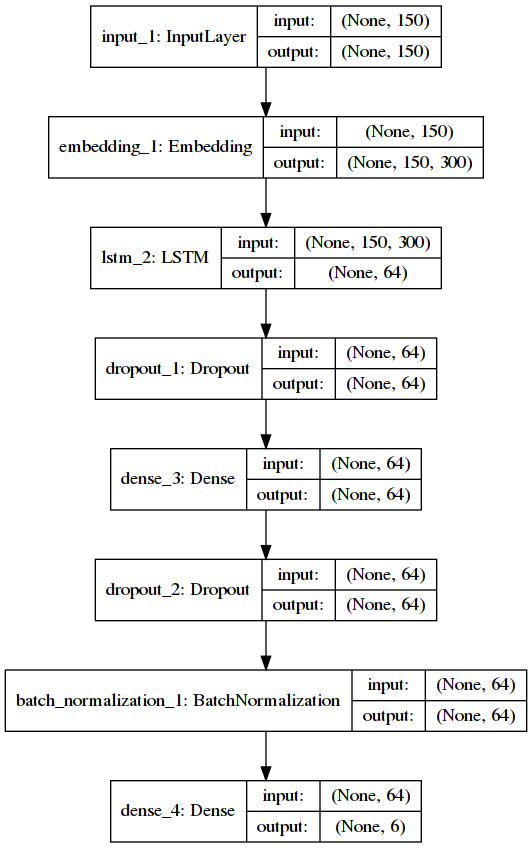 input_1: InputLayer
input: (None, 150)
output: (None, 150)
embedding_1: Embedding
input: (None, 150)
output: (None, 150, 300)
lstm_2: LSTM
input: (None, 150, 300)
output: (None, 64)
dropout_1: Dropout
input: (None, 64)
output: (None, 64)
dense_3: Dense
input: (None, 64)
output: (None, 64)
dropout_2: Dropout
input: (None, 64)
output: (None, 64)
batch_normalization_1: BatchNormalization
input: (None, 64)
output: (None, 64)
dense_4: Dense
input: (None, 64)
output: (None, 6)